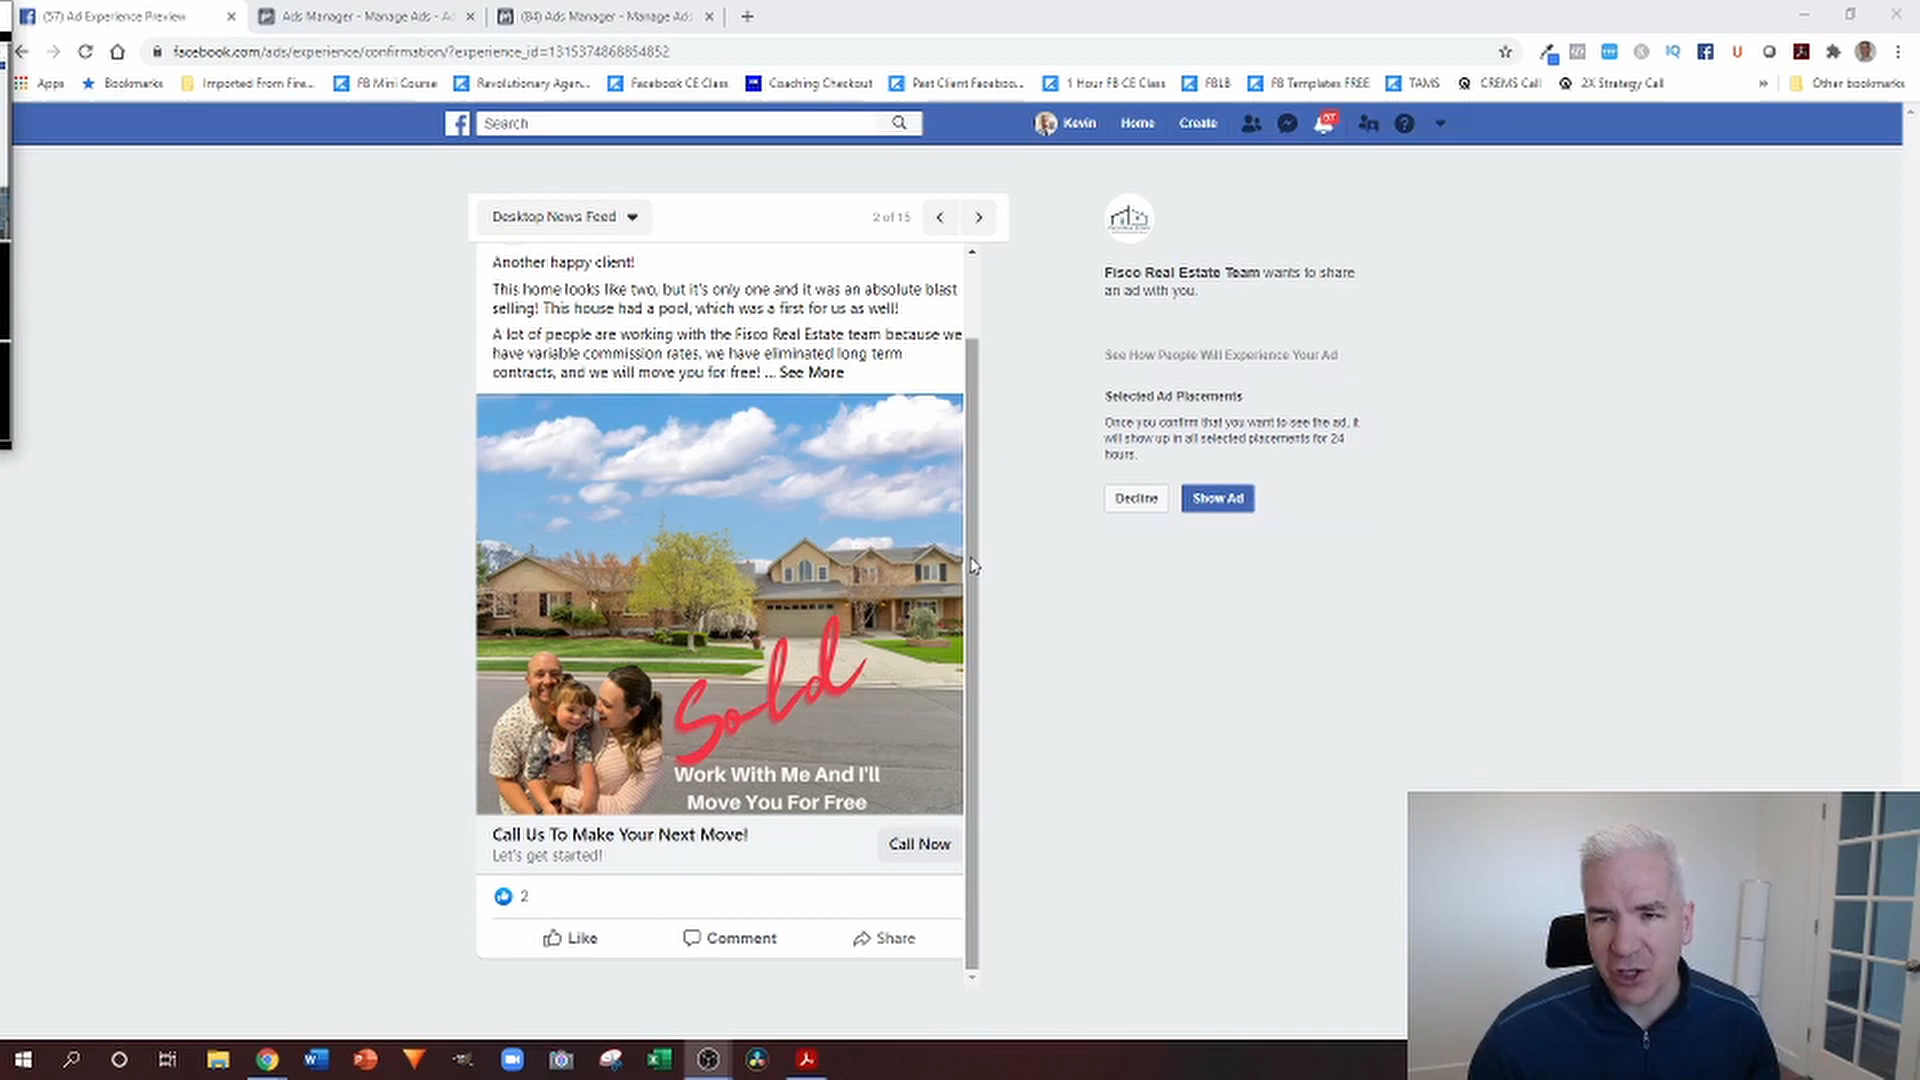 (57) Ad Experience Preview
Ads Manager - Manage Ads - Ad
(84) Ads Manager - Manage Ads
facebook.com/ads/experience/confirmation/?experience_id=1315374868854852
Apps
Bookmarks
Imported From Fire...
FB Mini Course
Revolutionary Agen...
Facebook CE Class
Coaching Checkout
Past Client Faceboo...
1 Hour FB CE Class
FBLB
FB Templates FREE
TAMS
CREMS Call
2X Strategy Call
Other bookmarks
Search
Kevin
Home
Create
57
Desktop News Feed
2 of 15
Another happy client!
This home looks like two, but it's only one and it was an absolute blast
selling! This house had a pool, which was a first for us as well!
A lot of people are working with the Fisco Real Estate team because we
have variable commission rates, we have eliminated long term
contracts, and we will move you for free! ... See More
Sold
Work With Me And I'll
Move You For Free
Call Us To Make Your Next Move!
Let's get started!
Call Now
2
Like
Comment
Share
Fisco Real Estate Team wants to share
an ad with you.
See How People Will Experience Your Ad
Selected Ad Placements
Once you confirm that you want to see the ad, it
will show up in all selected placements for 24
hours.
Decline
Show Ad